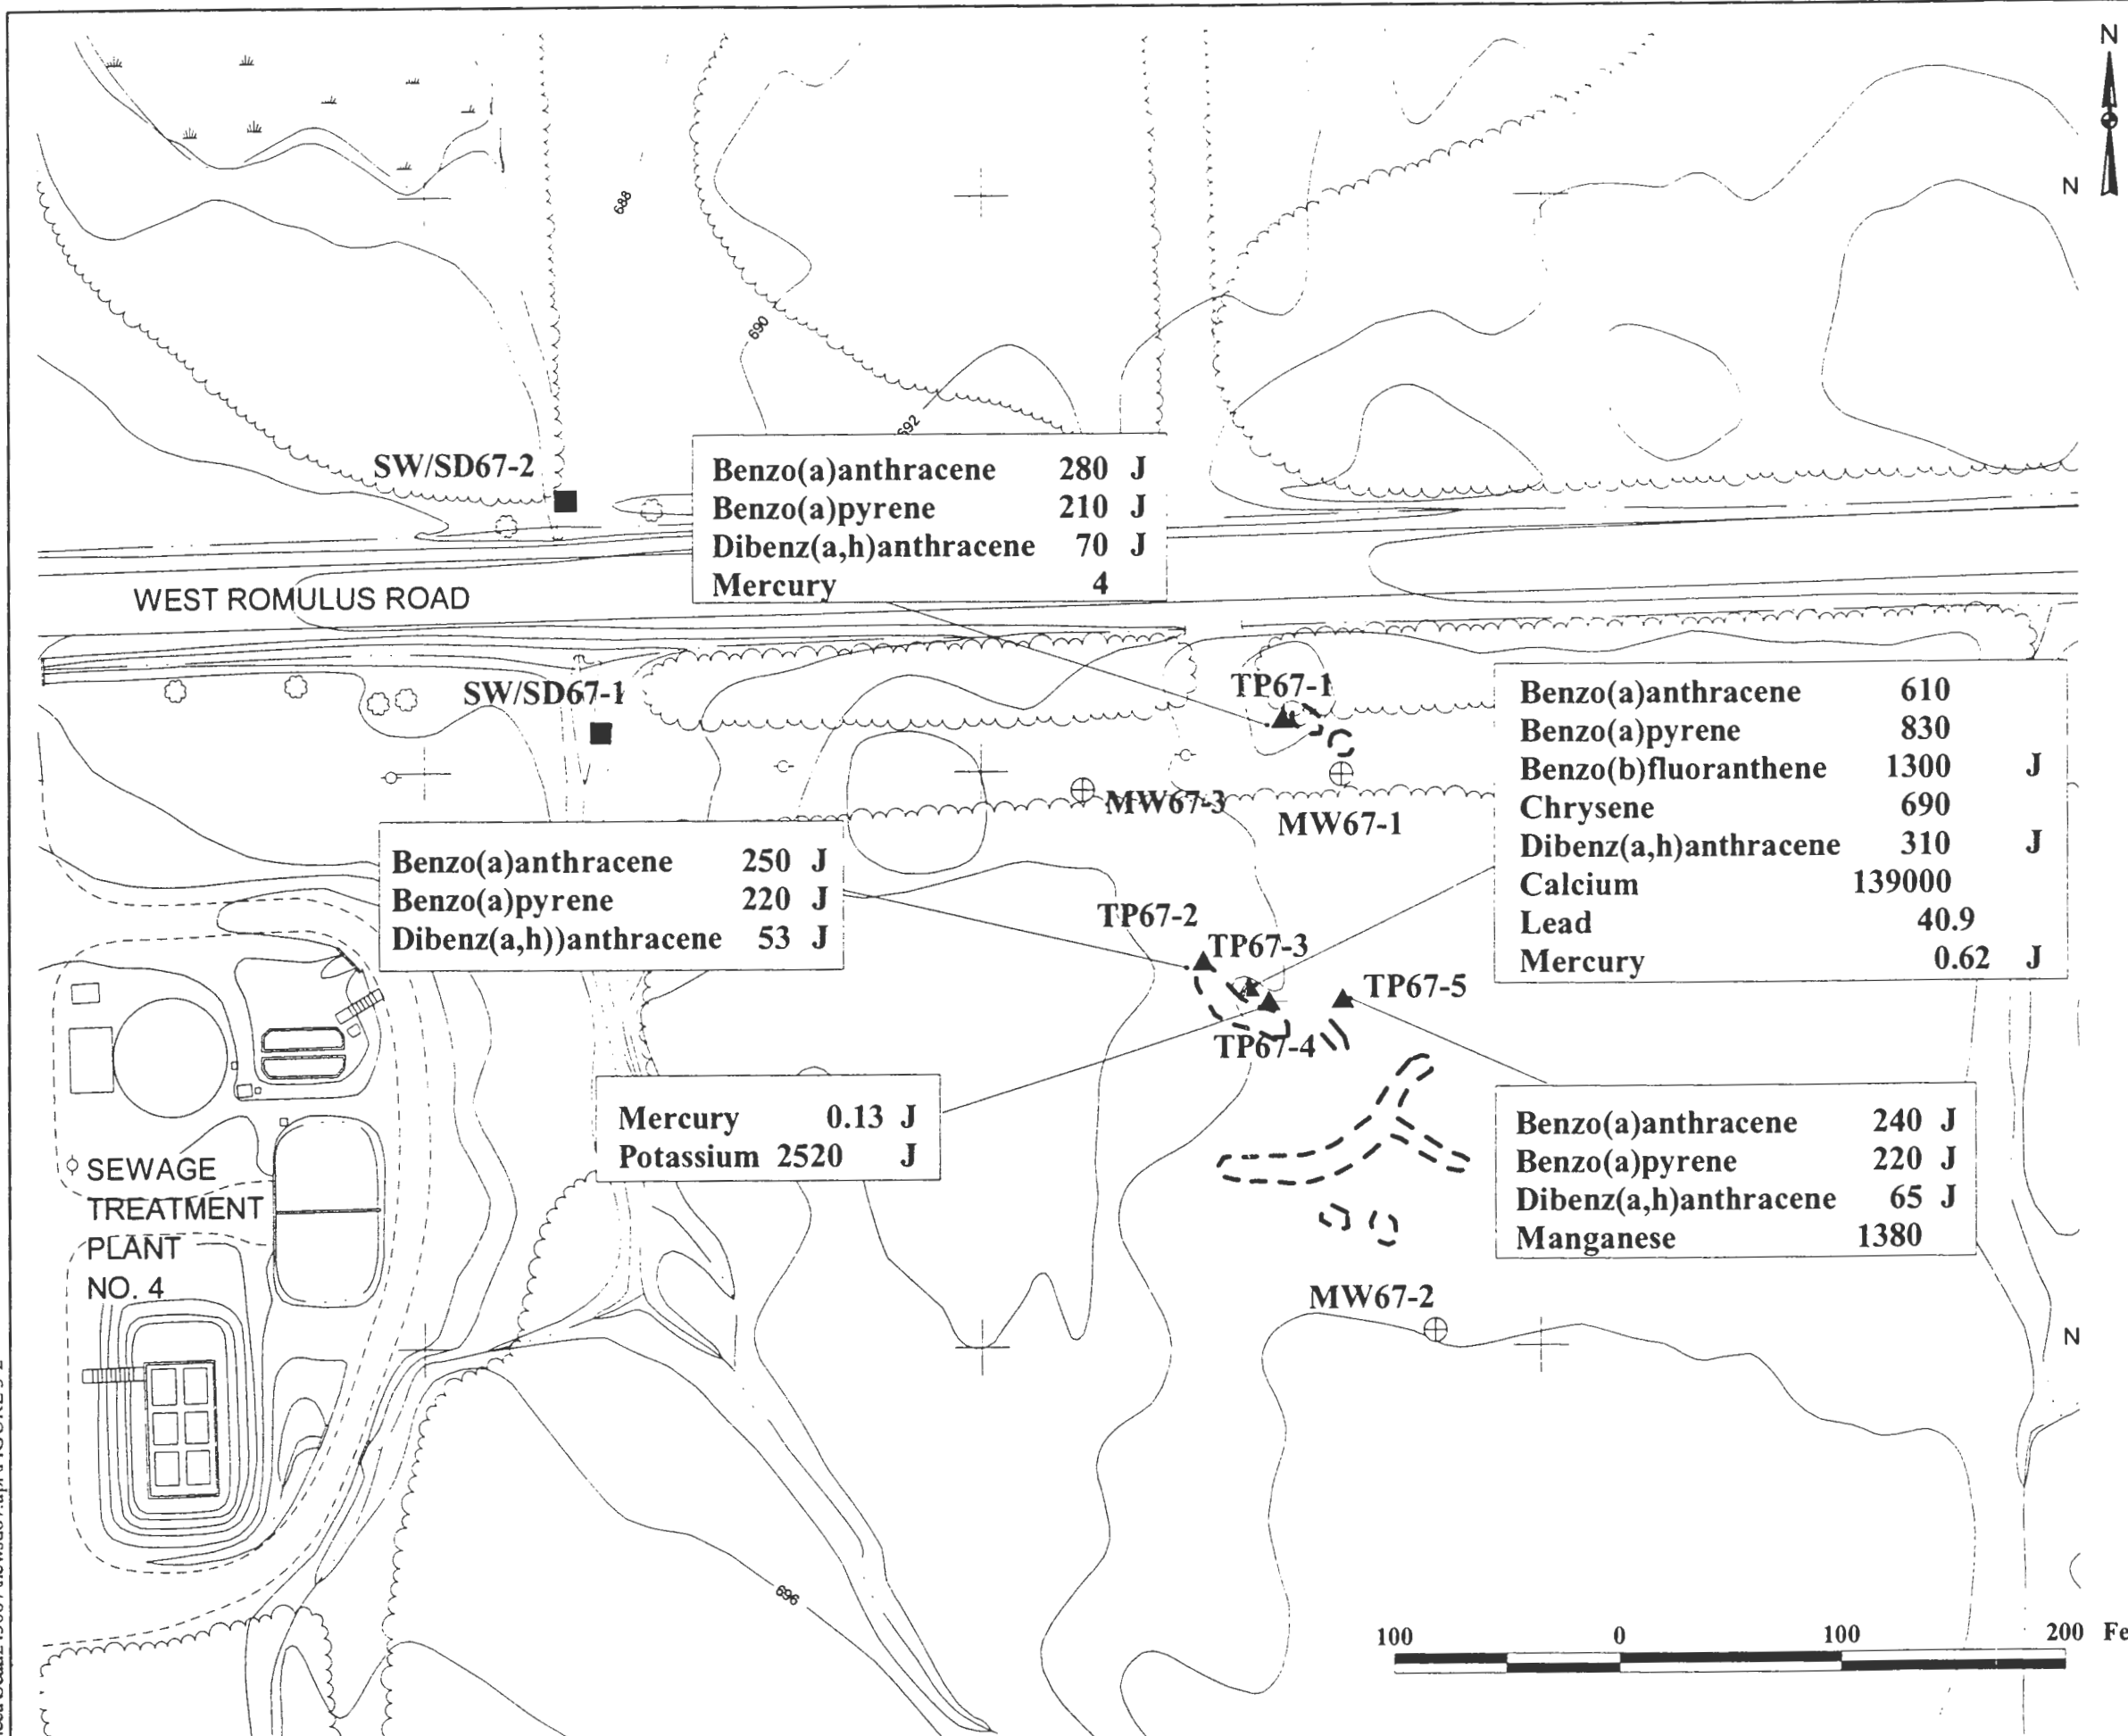 N
N
688
690
692
SW/SD67-2
Benzo(a)anthracene 280 J
Benzo(a)pyrene 210 J
Dibenz(a,h)anthracene 70 J
Mercury 4
WEST ROMULUS ROAD
SW/SD67-1
TP67-1
Benzo(a)anthracene 610
Benzo(a)pyrene 830
Benzo(b)fluoranthene 1300 J
Chrysene 690
Dibenz(a,h)anthracene 310 J
Calcium 139000
Lead 40.9
Mercury 0.62 J
MW67-3
MW67-1
Benzo(a)anthracene 250 J
Benzo(a)pyrene 220 J
Dibenz(a,h))anthracene 53 J
TP67-2
TP67-3
TP67-5
TP67-4
Mercury 0.13 J
Potassium 2520 J
Benzo(a)anthracene 240 J
Benzo(a)pyrene 220 J
Dibenz(a,h)anthracene 65 J
Manganese 1380
SEWAGE
TREATMENT
PLANT
NO. 4
MW67-2
N
696
100 0 100 200 Fe